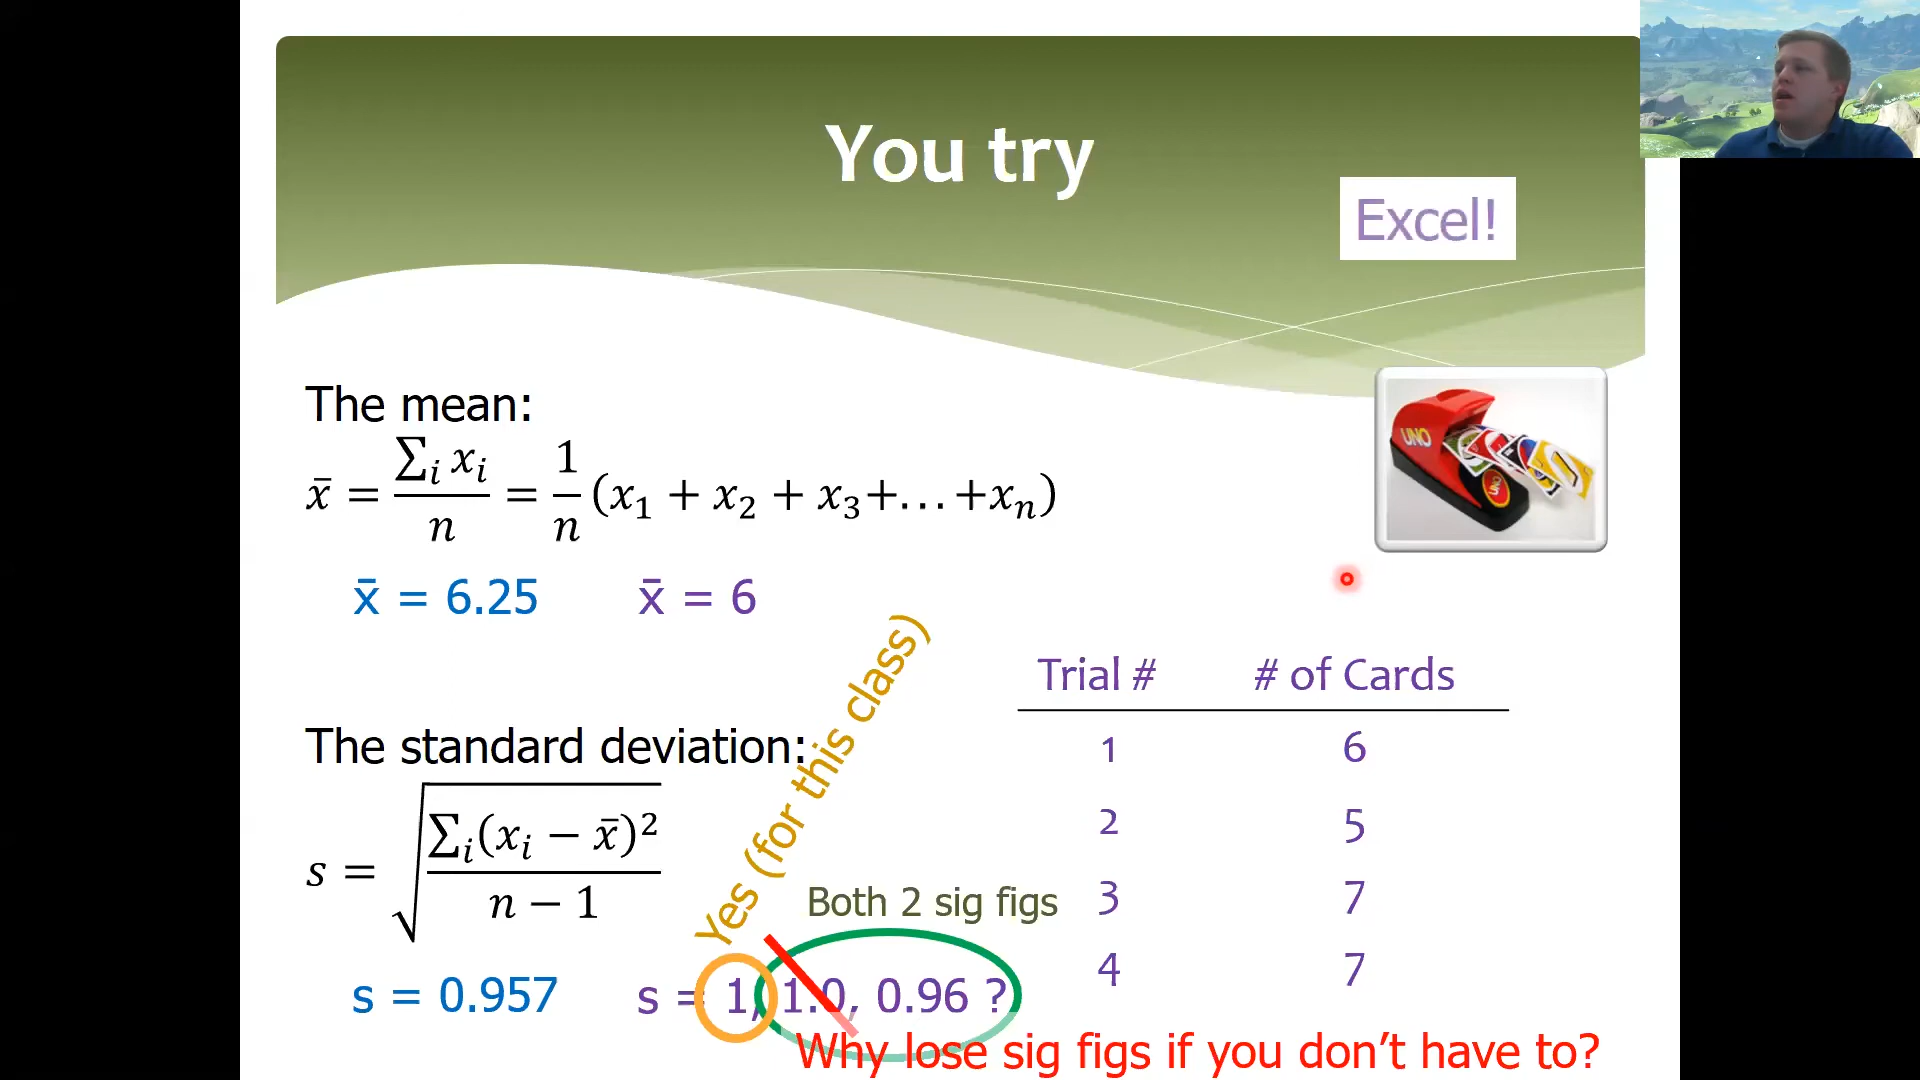 You try
Excel!
The mean:
x̄ = ∑ᵢ xᵢ / n = 1/n (x₁ + x₂ + x₃+…+xₙ)
UNO
UNO
x̄ = 6.25
x̄ = 6
Yes (for this class)
The standard deviation:
s = √(∑ᵢ(xᵢ − x̄)² / n − 1)
Both 2 sig figs
s = 0.957
s = 1, 1.0, 0.96 ?
Trial # # of Cards
1 6
2 5
3 7
4 7
Why lose sig figs if you don’t have to?